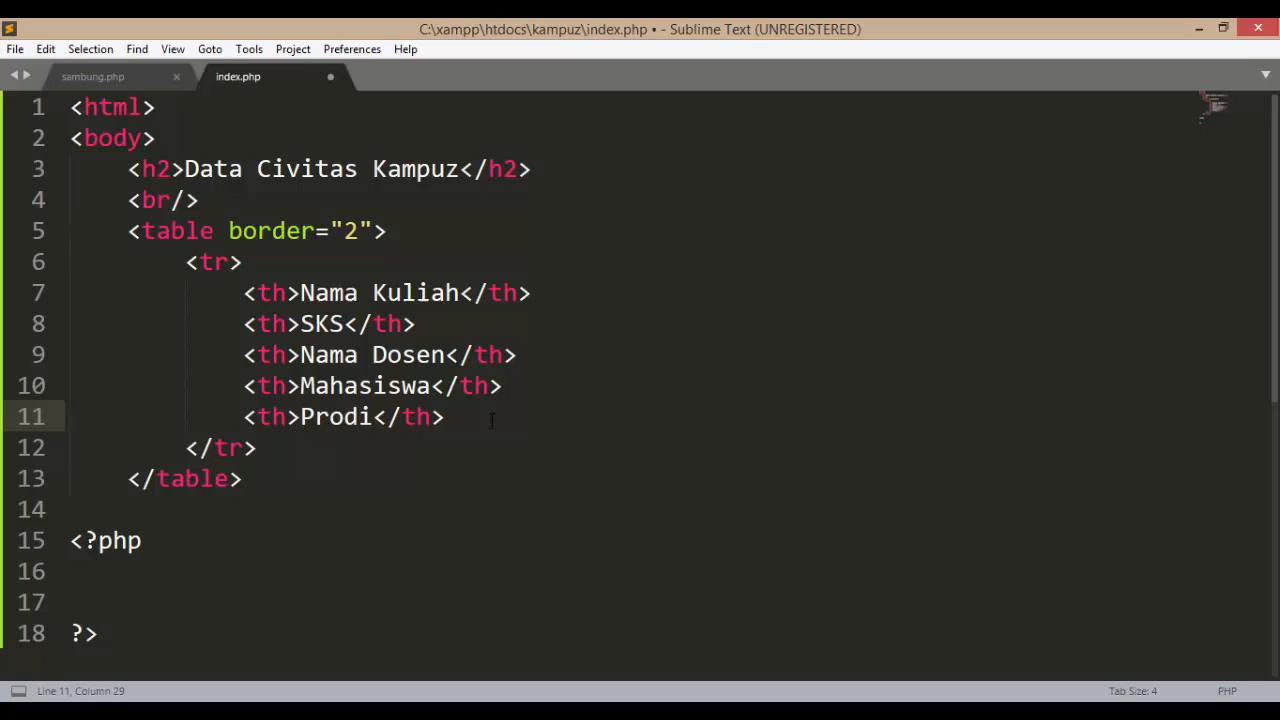 C:\xampp\htdocs\kampuz\index.php • - Sublime Text (UNREGISTERED)
File Edit Selection Find View Goto Tools Project Preferences Help
sambung.php × index.php
1 <html>
2 <body>
3 <h2>Data Civitas Kampuz</h2>
4 <br/>
5 <table border="2">
6 <tr>
7 <th>Nama Kuliah</th>
8 <th>SKS</th>
9 <th>Nama Dosen</th>
10 <th>Mahasiswa</th>
11 <th>Prodi</th>
12 </tr>
13 </table>
14
15 <?php
16
17
18 ?>
Line 11, Column 29 Tab Size: 4 PHP